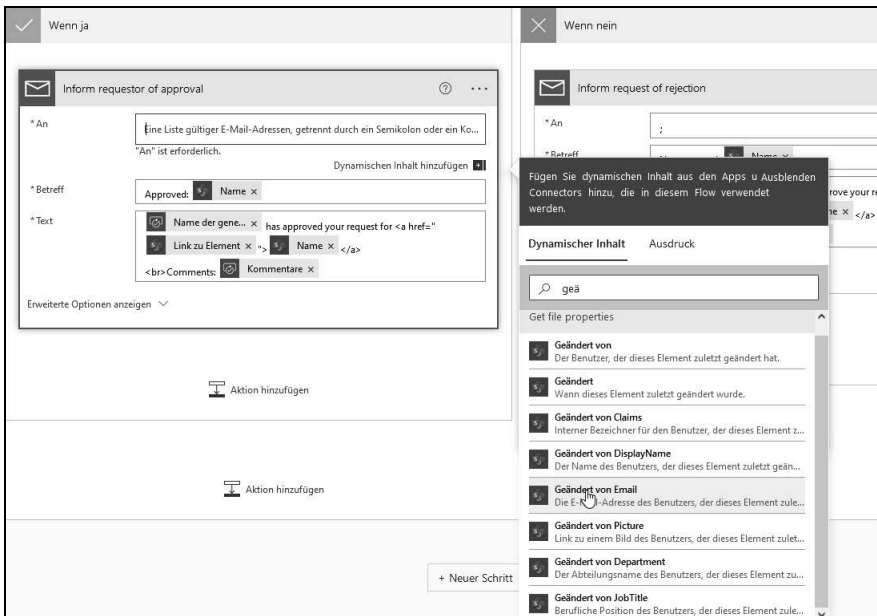 Wenn ja
Inform requestor of approval
* An
Eine Liste gültiger E-Mail-Adressen, getrennt durch ein Semikolon oder ein Ko...
"An" ist erforderlich.
Dynamischen Inhalt hinzufügen
* Betreff
Approved: Name ×
* Text
Name der gene... × has approved your request for <a href="
Link zu Element × "> Name × </a>
<br>Comments: Kommentare ×
Erweiterte Optionen anzeigen
Aktion hinzufügen
Aktion hinzufügen
+ Neuer Schritt
Wenn nein
Inform request of rejection
* An
;
* Betreff
Name ×
rove your re
me × </a>
Fügen Sie dynamischen Inhalt aus den Apps u Ausblenden
Connectors hinzu, die in diesem Flow verwendet
werden.
Dynamischer Inhalt Ausdruck
geä
Get file properties
Geändert von
Der Benutzer, der dieses Element zuletzt geändert hat.
Geändert
Wann dieses Element zuletzt geändert wurde.
Geändert von Claims
Interner Bezeichner für den Benutzer, der dieses Element z...
Geändert von DisplayName
Der Name des Benutzers, der dieses Element zuletzt geän...
Geändert von Email
Die E-Mail-Adresse des Benutzers, der dieses Element zule...
Geändert von Picture
Link zu einem Bild des Benutzers, der dieses Element zulet...
Geändert von Department
Der Abteilungsname des Benutzers, der dieses Element zu...
Geändert von JobTitle
Berufliche Position des Benutzers, der dieses Element zule...